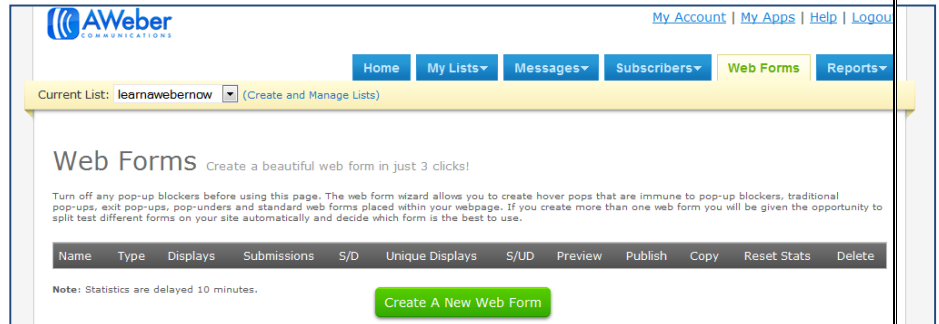 AWeber
COMMUNICATIONS
My Account | My Apps | Help | Logout
Home My Lists Messages Subscribers Web Forms Reports
Current List: learnawebernow (Create and Manage Lists)
Web Forms Create a beautiful web form in just 3 clicks!
Turn off any pop-up blockers before using this page. The web form wizard allows you to create hover pops that are immune to pop-up blockers, traditional
pop-ups, exit pop-ups, pop-unders and standard web forms placed within your webpage. If you create more than one web form you will be given the opportunity to
split test different forms on your site automatically and decide which form is the best to use.
Name Type Displays Submissions S/D Unique Displays S/UD Preview Publish Copy Reset Stats Delete
Note: Statistics are delayed 10 minutes.
Create A New Web Form